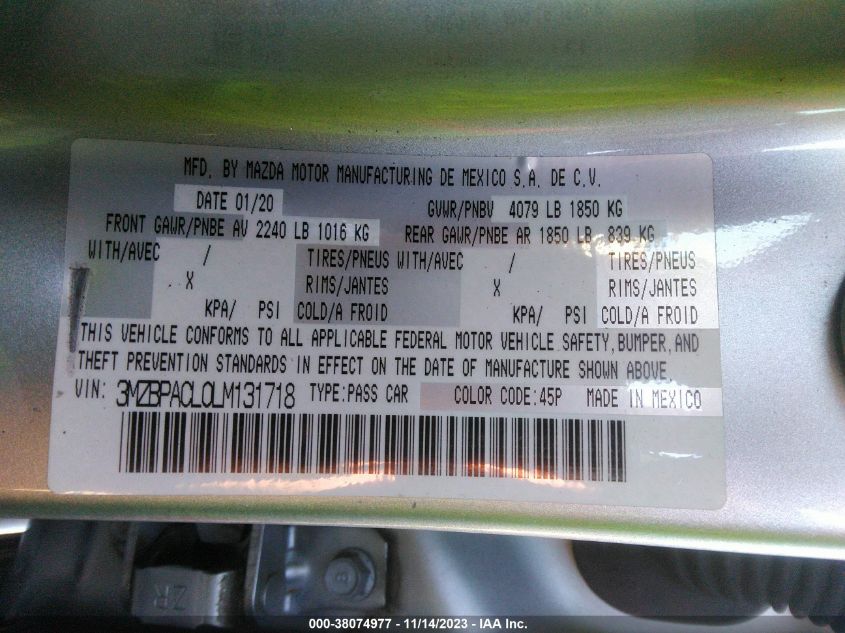 MFD. BY MAZDA MOTOR MANUFACTURING DE MEXICO S.A. DE C.V.
DATE 01/20 GVWR/PNBV 4079 LB 1850 KG
FRONT GAWR/PNBE AV 2240 LB 1016 KG REAR GAWR/PNBE AR 1850 LB 839 KG
WITH/AVEC / TIRES/PNEUS WITH/AVEC / TIRES/PNEUS
X RIMS/JANTES X RIMS/JANTES
KPA/ PSI COLD/A FROID KPA/ PSI COLD/A FROID
THIS VEHICLE CONFORMS TO ALL APPLICABLE FEDERAL MOTOR VEHICLE SAFETY, BUMPER, AND
THEFT PREVENTION STANDARDS IN EFFECT ON THE DATE OF MANUFACTURE SHOWN ABOVE.
VIN: 3MZBPACL0LM131718 TYPE:PASS CAR COLOR CODE:45P MADE IN MEXICO
ZR 8
000-38074977 - 11/14/2023 - IAA Inc.